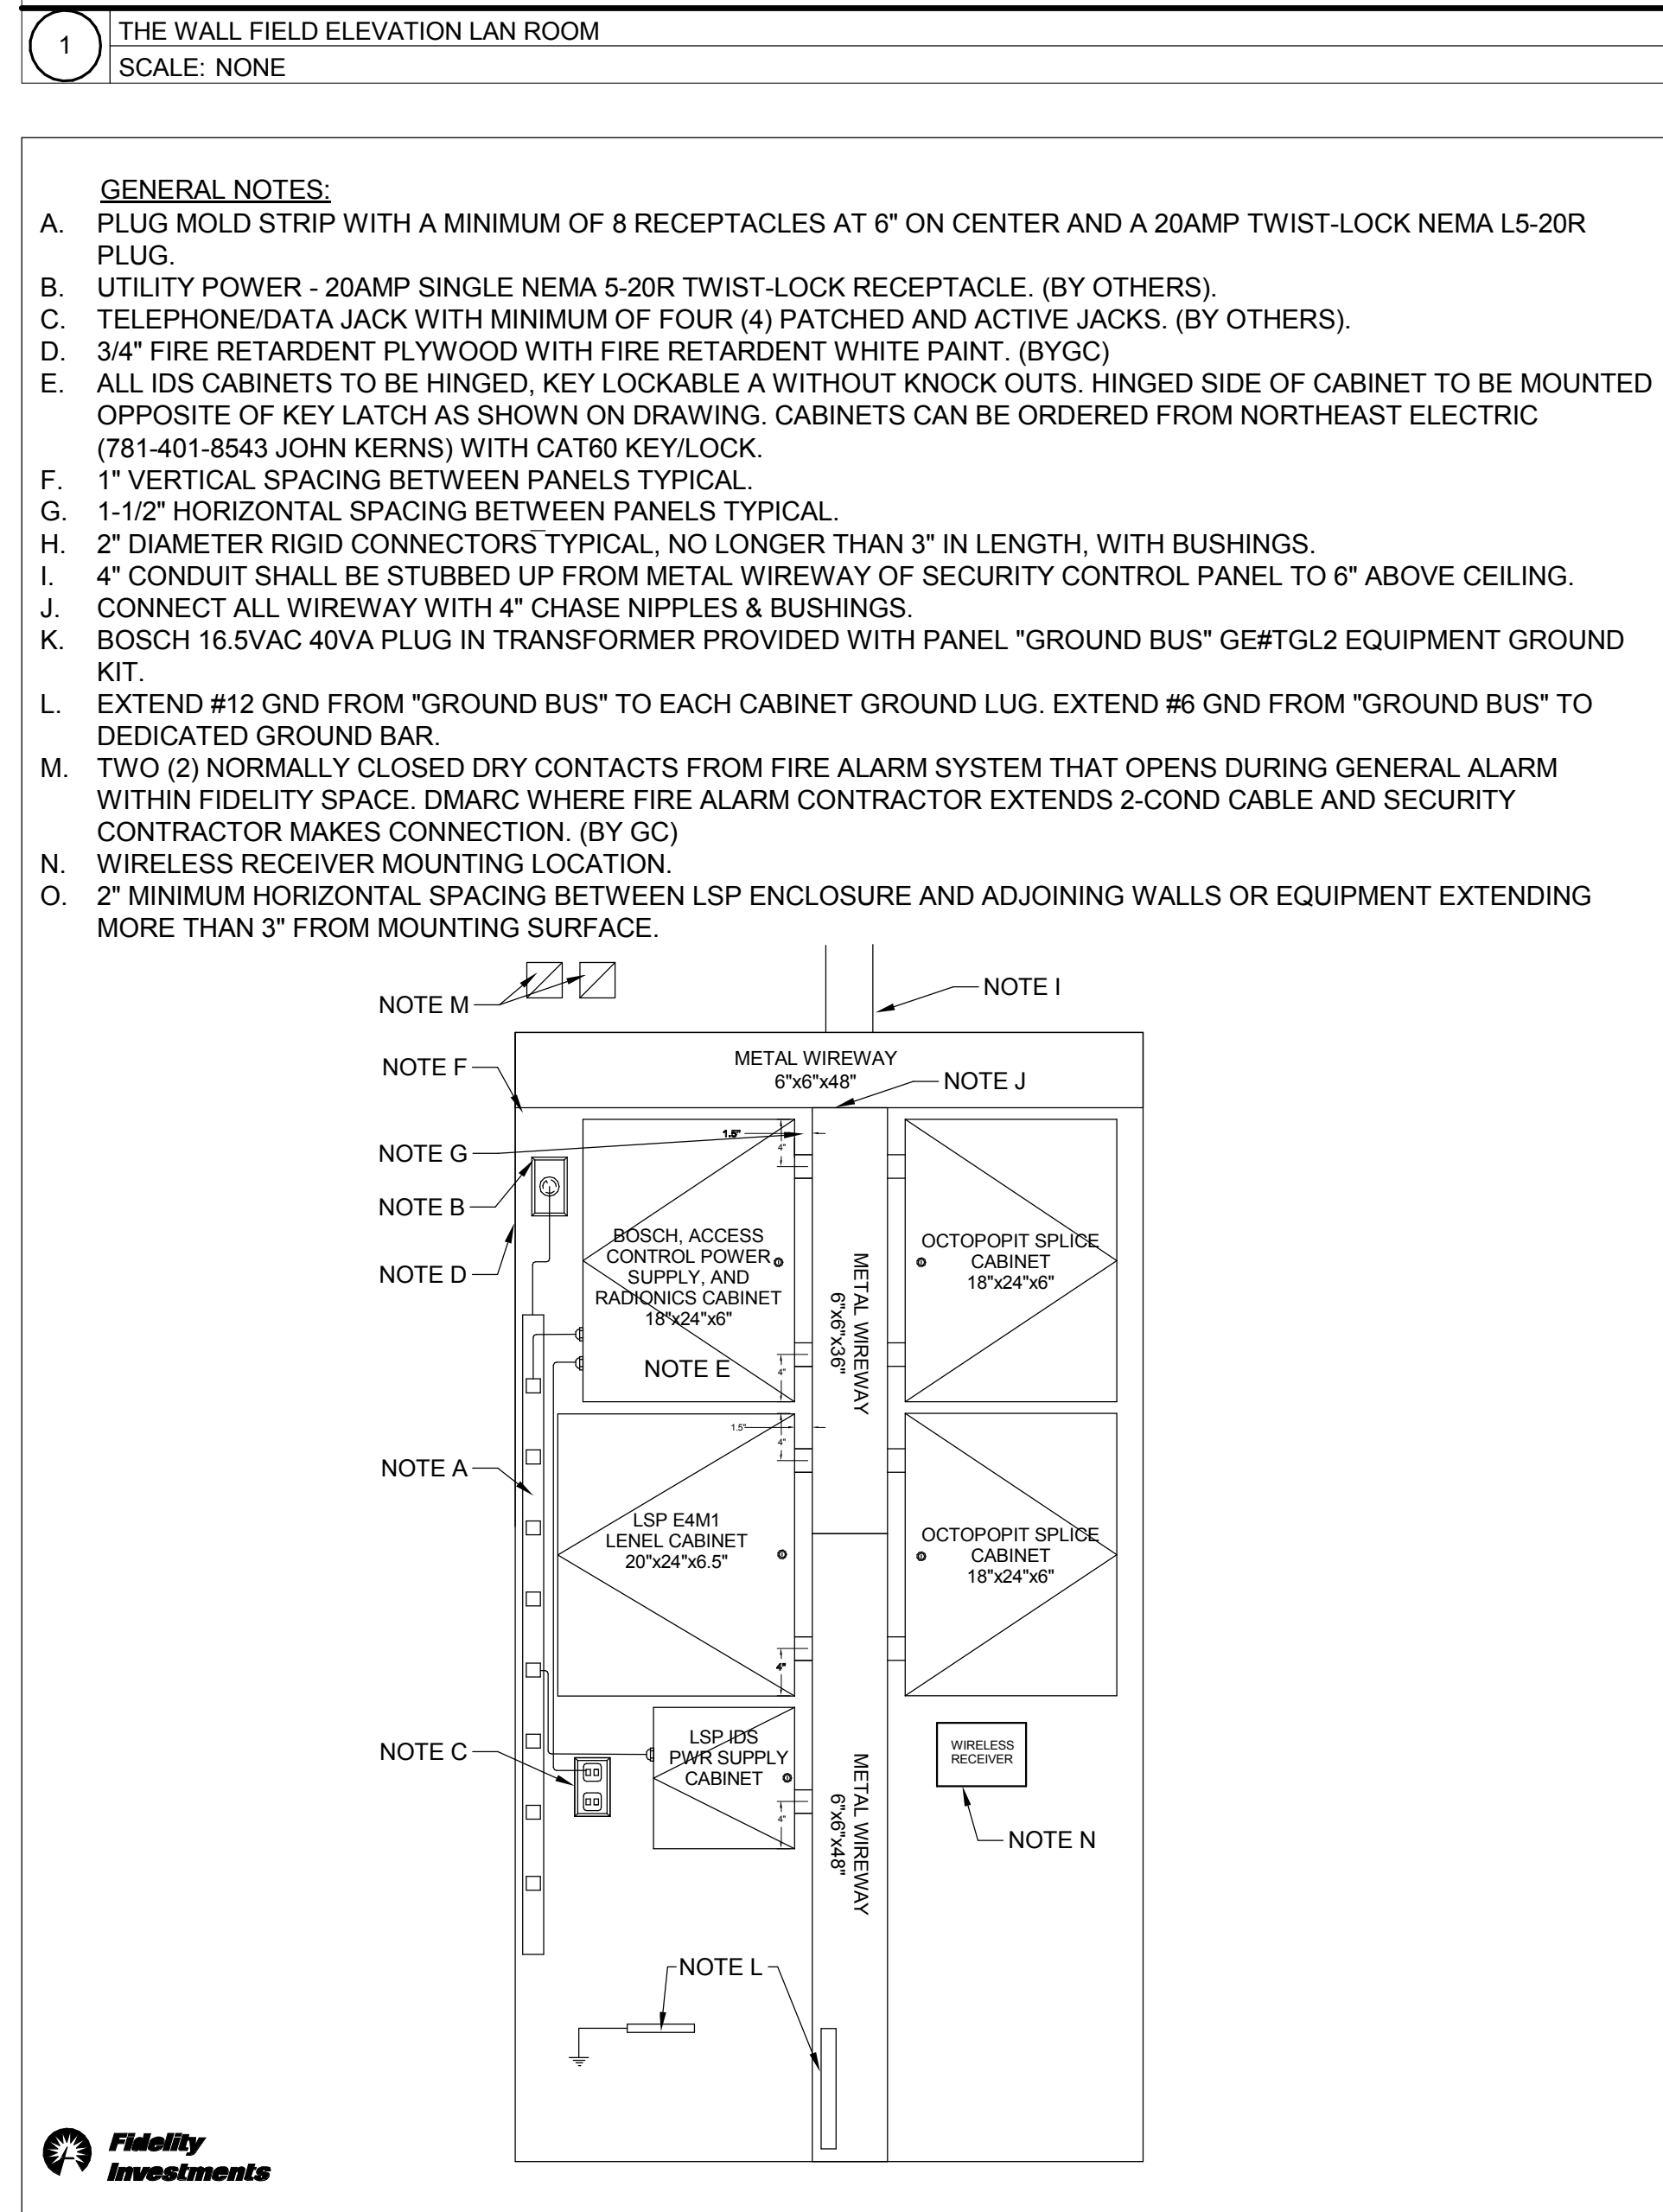 1
THE WALL FIELD ELEVATION LAN ROOM
SCALE: NONE
GENERAL NOTES:
A. PLUG MOLD STRIP WITH A MINIMUM OF 8 RECEPTACLES AT 6" ON CENTER AND A 20AMP TWIST-LOCK NEMA L5-20R
PLUG.
B. UTILITY POWER - 20AMP SINGLE NEMA 5-20R TWIST-LOCK RECEPTACLE. (BY OTHERS).
C. TELEPHONE/DATA JACK WITH MINIMUM OF FOUR (4) PATCHED AND ACTIVE JACKS. (BY OTHERS).
D. 3/4" FIRE RETARDENT PLYWOOD WITH FIRE RETARDENT WHITE PAINT. (BYGC)
E. ALL IDS CABINETS TO BE HINGED, KEY LOCKABLE A WITHOUT KNOCK OUTS. HINGED SIDE OF CABINET TO BE MOUNTED
OPPOSITE OF KEY LATCH AS SHOWN ON DRAWING. CABINETS CAN BE ORDERED FROM NORTHEAST ELECTRIC
(781-401-8543 JOHN KERNS) WITH CAT60 KEY/LOCK.
F. 1" VERTICAL SPACING BETWEEN PANELS TYPICAL.
G. 1-1/2" HORIZONTAL SPACING BETWEEN PANELS TYPICAL.
H. 2" DIAMETER RIGID CONNECTORS TYPICAL, NO LONGER THAN 3" IN LENGTH, WITH BUSHINGS.
I. 4" CONDUIT SHALL BE STUBBED UP FROM METAL WIREWAY OF SECURITY CONTROL PANEL TO 6" ABOVE CEILING.
J. CONNECT ALL WIREWAY WITH 4" CHASE NIPPLES & BUSHINGS.
K. BOSCH 16.5VAC 40VA PLUG IN TRANSFORMER PROVIDED WITH PANEL "GROUND BUS" GE#TGL2 EQUIPMENT GROUND
KIT.
L. EXTEND #12 GND FROM "GROUND BUS" TO EACH CABINET GROUND LUG. EXTEND #6 GND FROM "GROUND BUS" TO
DEDICATED GROUND BAR.
M. TWO (2) NORMALLY CLOSED DRY CONTACTS FROM FIRE ALARM SYSTEM THAT OPENS DURING GENERAL ALARM
WITHIN FIDELITY SPACE. DMARC WHERE FIRE ALARM CONTRACTOR EXTENDS 2-COND CABLE AND SECURITY
CONTRACTOR MAKES CONNECTION. (BY GC)
N. WIRELESS RECEIVER MOUNTING LOCATION.
O. 2" MINIMUM HORIZONTAL SPACING BETWEEN LSP ENCLOSURE AND ADJOINING WALLS OR EQUIPMENT EXTENDING
MORE THAN 3" FROM MOUNTING SURFACE.
NOTE M
NOTE I
NOTE F
METAL WIREWAY
6"x6"x48"
NOTE J
1.5"
4"
NOTE G
NOTE B
NOTE D
BOSCH, ACCESS
CONTROL POWER
SUPPLY, AND
RADIONICS CABINET
18"x24"x6"
NOTE E
4"
METAL WIREWAY
6"x6"x36"
OCTOPOPIT SPLICE
CABINET
18"x24"x6"
1.5"
4"
NOTE A
LSP E4M1
LENEL CABINET
20"x24"x6.5"
4"
OCTOPOPIT SPLICE
CABINET
18"x24"x6"
NOTE C
LSP IDS
PWR SUPPLY
CABINET
4"
METAL WIREWAY
6"x6"x48"
WIRELESS
RECEIVER
NOTE N
NOTE L
Fidelity
Investments